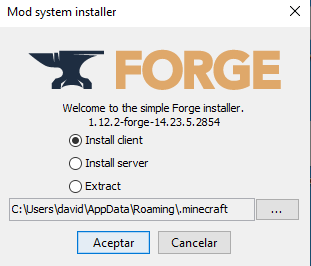 Mod system installer
FORGE
Welcome to the simple Forge installer.
1.12.2-forge-14.23.5.2854
Install client
Install server
Extract
C:\Users\david\AppData\Roaming\.minecraft
...
Aceptar
Cancelar